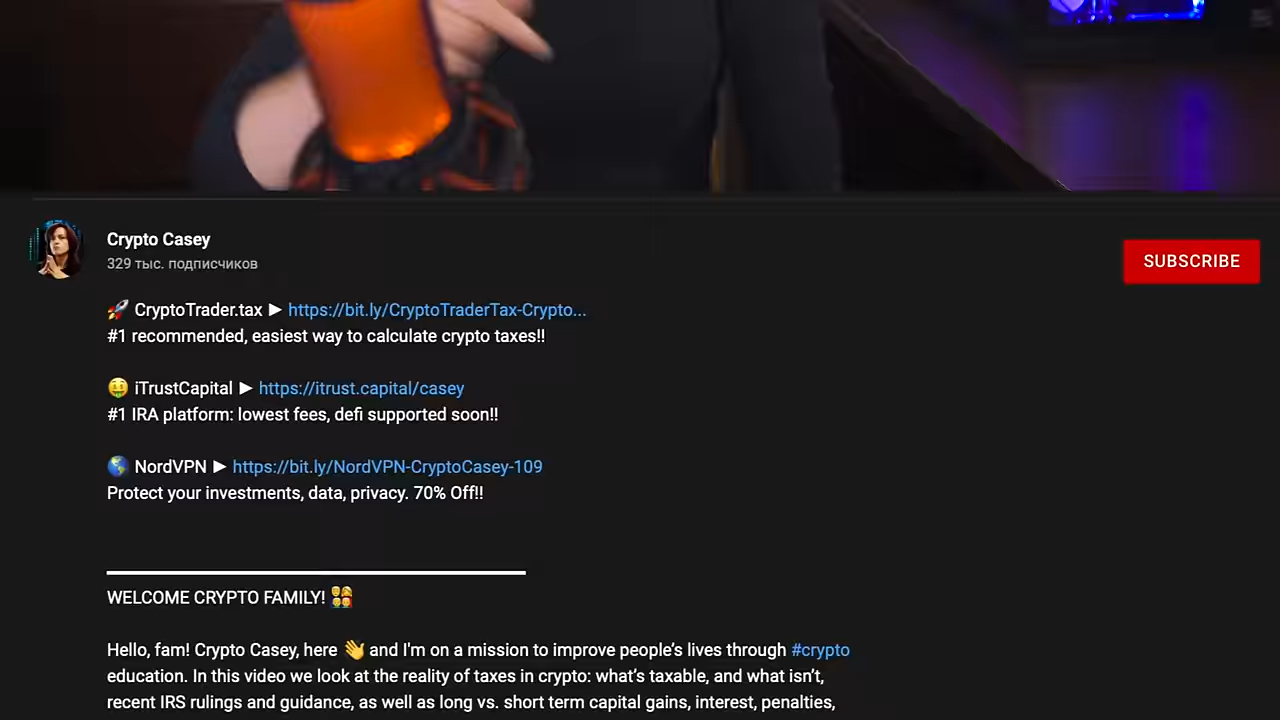 Crypto Casey
329 тыс. подписчиков
SUBSCRIBE
🚀 CryptoTrader.tax ► https://bit.ly/CryptoTraderTax-Crypto...
#1 recommended, easiest way to calculate crypto taxes!!
🤑 iTrustCapital ► https://itrust.capital/casey
#1 IRA platform: lowest fees, defi supported soon!!
🌎 NordVPN ► https://bit.ly/NordVPN-CryptoCasey-109
Protect your investments, data, privacy. 70% Off!!
WELCOME CRYPTO FAMILY! 👨‍👩‍👧‍👦
Hello, fam! Crypto Casey, here 👋 and I'm on a mission to improve people’s lives through #crypto
education. In this video we look at the reality of taxes in crypto: what’s taxable, and what isn’t,
recent IRS rulings and guidance, as well as long vs. short term capital gains, interest, penalties,